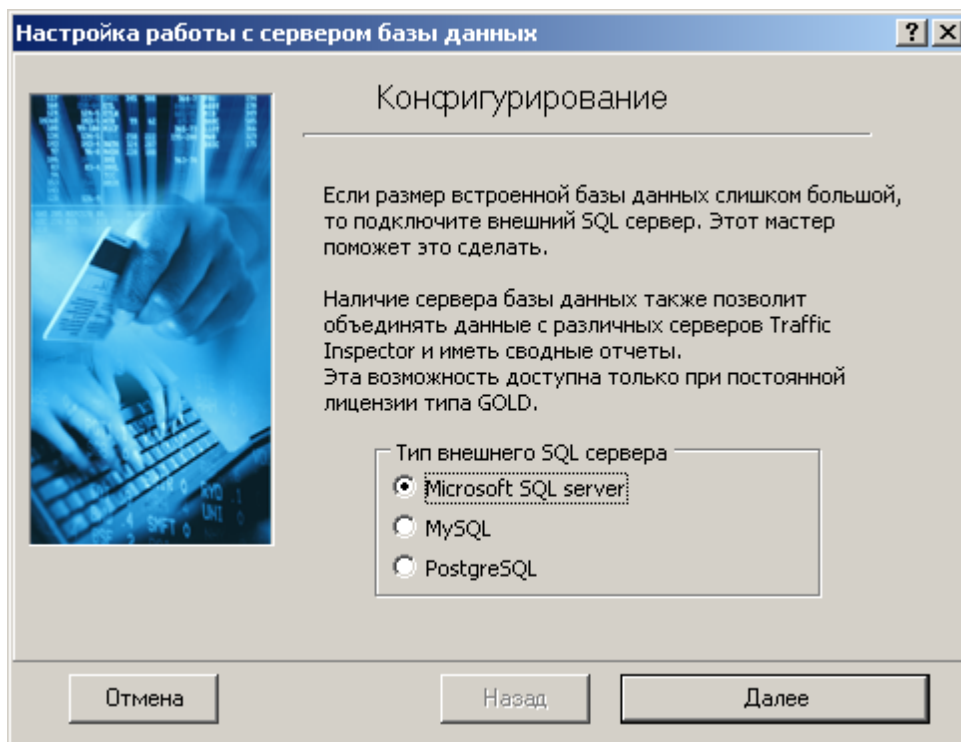 Настройка работы с сервером базы данных
Конфигурирование
Если размер встроенной базы данных слишком большой,
то подключите внешний SQL сервер. Этот мастер
поможет это сделать.
Наличие сервера базы данных также позволит
объединять данные с различных серверов Traffic
Inspector и иметь сводные отчеты.
Эта возможность доступна только при постоянной
лицензии типа GOLD.
Тип внешнего SQL сервера
Microsoft SQL server
MySQL
PostgreSQL
Отмена
Назад
Далее